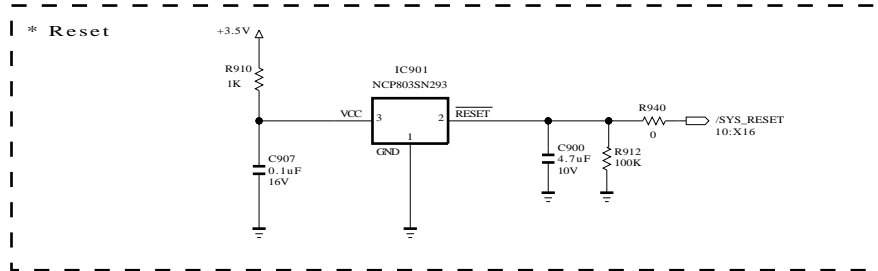 * Reset
+3.5V
R910
1K
IC901
NCP803SN293
VCC
3
2
RESET
1
GND
C907
0.1uF
16V
C900
4.7uF
10V
R912
100K
R940
0
/SYS_RESET
10:X16